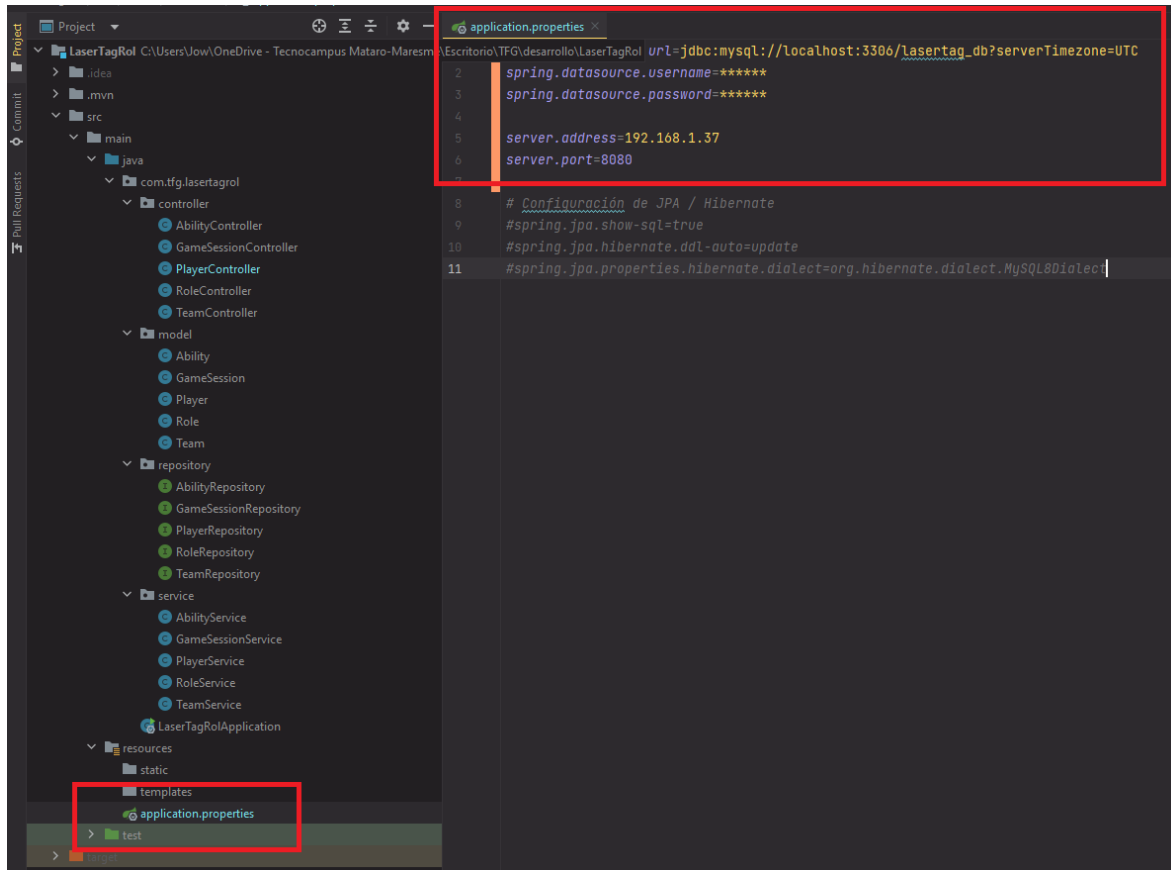 Project
Project
Commit
Pull Requests
application.properties
LaserTagRol C:\Users\Jow\OneDrive - Tecnocampus Mataro-Maresme\Escritorio\TFG\desarrollo\LaserTagRol
.idea
.mvn
src
main
java
com.tfg.lasertagrol
controller
AbilityController
GameSessionController
PlayerController
RoleController
TeamController
model
Ability
GameSession
Player
Role
Team
repository
AbilityRepository
GameSessionRepository
PlayerRepository
RoleRepository
TeamRepository
service
AbilityService
GameSessionService
PlayerService
RoleService
TeamService
LaserTagRolApplication
resources
static
templates
application.properties
test
target
url=jdbc:mysql://localhost:3306/lasertag_db?serverTimezone=UTC
2 spring.datasource.username=******
3 spring.datasource.password=******
4
5 server.address=192.168.1.37
6 server.port=8080
7
8 # Configuración de JPA / Hibernate
9 #spring.jpa.show-sql=true
10 #spring.jpa.hibernate.ddl-auto=update
11 #spring.jpa.properties.hibernate.dialect=org.hibernate.dialect.MySQL8Dialect